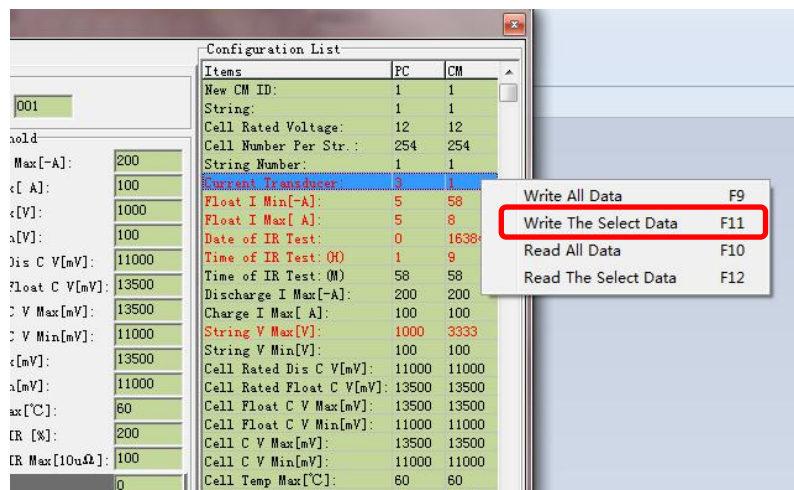 Configuration List
Items PC CM
New CM ID: 1 1
String: 1 1
Cell Rated Voltage: 12 12
Cell Number Per Str.: 254 254
String Number: 1 1
Current Transducer: 3 1
Float I Min[-A]: 5 58
Float I Max[ A]: 5 8
Date of IR Test: 0 1638
Time of IR Test:(H) 1 9
Time of IR Test:(M) 58 58
Discharge I Max[-A]: 200 200
Charge I Max[ A]: 100 100
String V Max[V]: 1000 3333
String V Min[V]: 100 100
Cell Rated Dis C V[mV]: 11000 11000
Cell Rated Float C V[mV]: 13500 13500
Cell Float C V Max[mV]: 13500 13500
Cell Float C V Min[mV]: 11000 11000
Cell C V Max[mV]: 13500 13500
Cell C V Min[mV]: 11000 11000
Cell Temp Max[℃]: 60 60
001
Max[-A]: 200
[ A]: 100
[V]: 1000
[V]: 100
Dis C V[mV]: 11000
Float C V[mV]: 13500
C V Max[mV]: 13500
C V Min[mV]: 11000
[mV]: 13500
[mV]: 11000
[℃]: 60
IR [%]: 200
IR Max[10uΩ]: 100
0
Write All Data F9
Write The Select Data F11
Read All Data F10
Read The Select Data F12